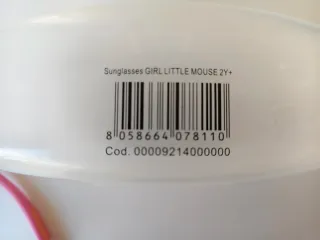 Sunglasses GIRL LITTLE MOUSE 2Y+
8 058664 078110
Cod. 00009214000000